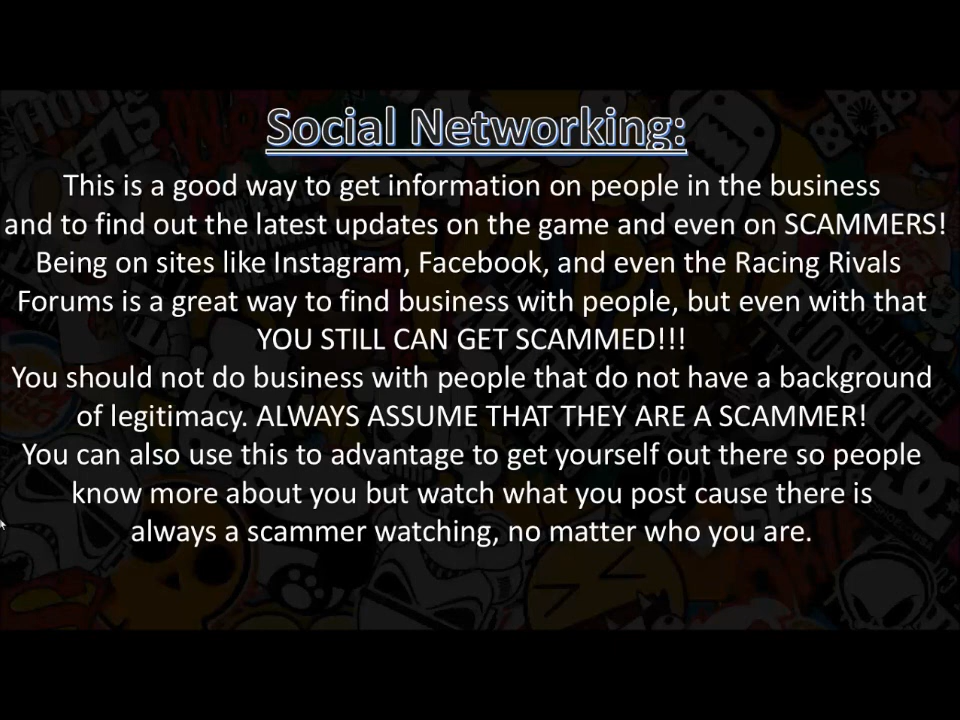 Social Networking:
This is a good way to get information on people in the business
and to find out the latest updates on the game and even on SCAMMERS!
Being on sites like Instagram, Facebook, and even the Racing Rivals
Forums is a great way to find business with people, but even with that
YOU STILL CAN GET SCAMMED!!!
You should not do business with people that do not have a background
of legitimacy. ALWAYS ASSUME THAT THEY ARE A SCAMMER!
You can also use this to advantage to get yourself out there so people
know more about you but watch what you post cause there is
always a scammer watching, no matter who you are.